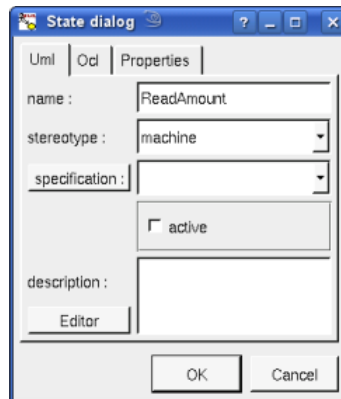 State dialog
Uml Ocl Properties
name : ReadAmount
stereotype : machine
specification :
active
description :
Editor
OK Cancel